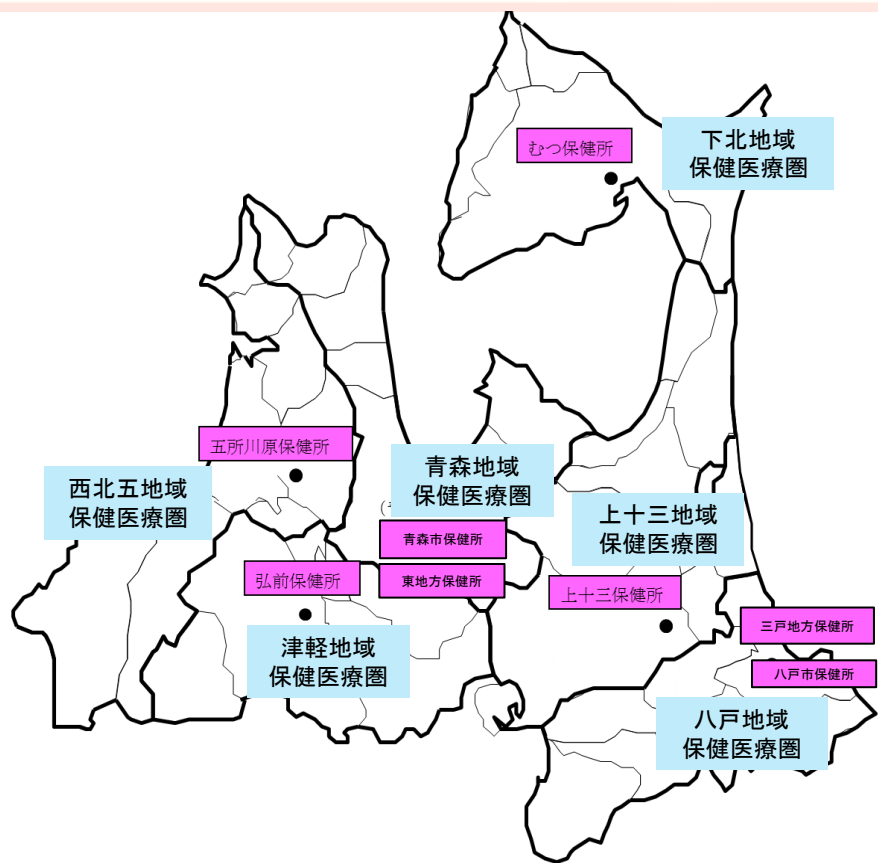 むつ保健所
下北地域
保健医療圏
五所川原保健所
西北五地域
保健医療圏
青森地域
保健医療圏
青森市保健所
東地方保健所
上十三地域
保健医療圏
上十三保健所
弘前保健所
津軽地域
保健医療圏
三戸地方保健所
八戸市保健所
八戸地域
保健医療圏